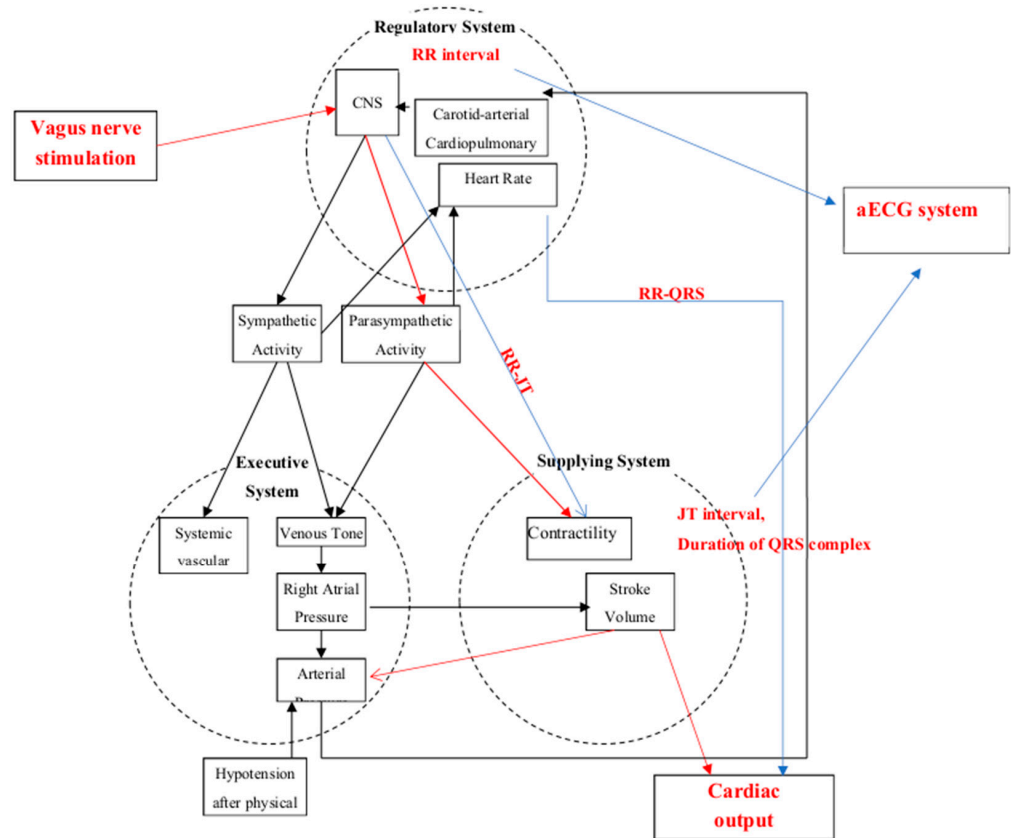 Regulatory System
RR interval
CNS
Carotid-arterial
Cardiopulmonary
Heart Rate
Vagus nerve
stimulation
aECG system
RR-QRS
Sympathetic
Activity
Parasympathetic
Activity
RR-JT
Executive
System
Supplying System
Systemic
vascular
Venous Tone
Contractility
JT interval,
Duration of QRS complex
Right Atrial
Pressure
Stroke
Volume
Arterial
Hypotension
after physical
Cardiac
output